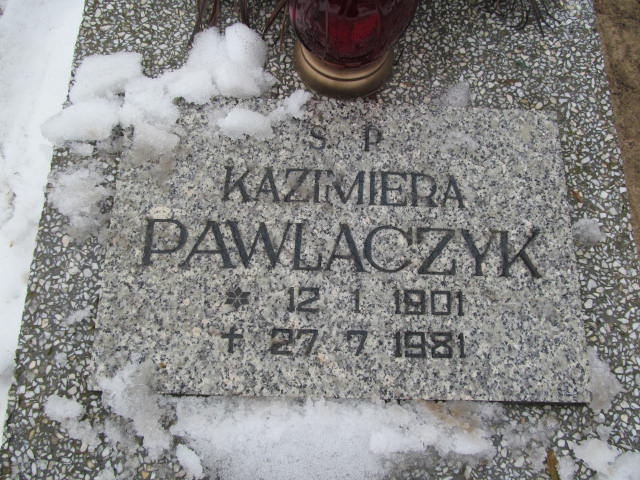 Ś. P.
KAZIMIERA
PAWLACZYK
* 12 1 1901
† 27 7 1981